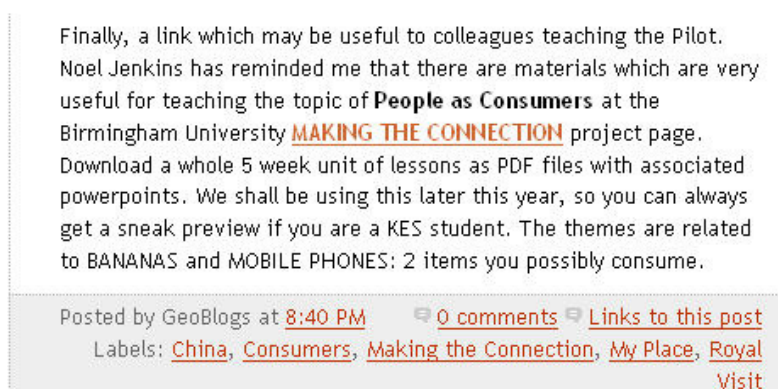 Finally, a link which may be useful to colleagues teaching the Pilot.
Noel Jenkins has reminded me that there are materials which are very
useful for teaching the topic of People as Consumers at the
Birmingham University MAKING THE CONNECTION project page.
Download a whole 5 week unit of lessons as PDF files with associated
powerpoints. We shall be using this later this year, so you can always
get a sneak preview if you are a KES student. The themes are related
to BANANAS and MOBILE PHONES: 2 items you possibly consume.
Posted by GeoBlogs at 8:40 PM 0 comments Links to this post
Labels: China, Consumers, Making the Connection, My Place, Royal
Visit